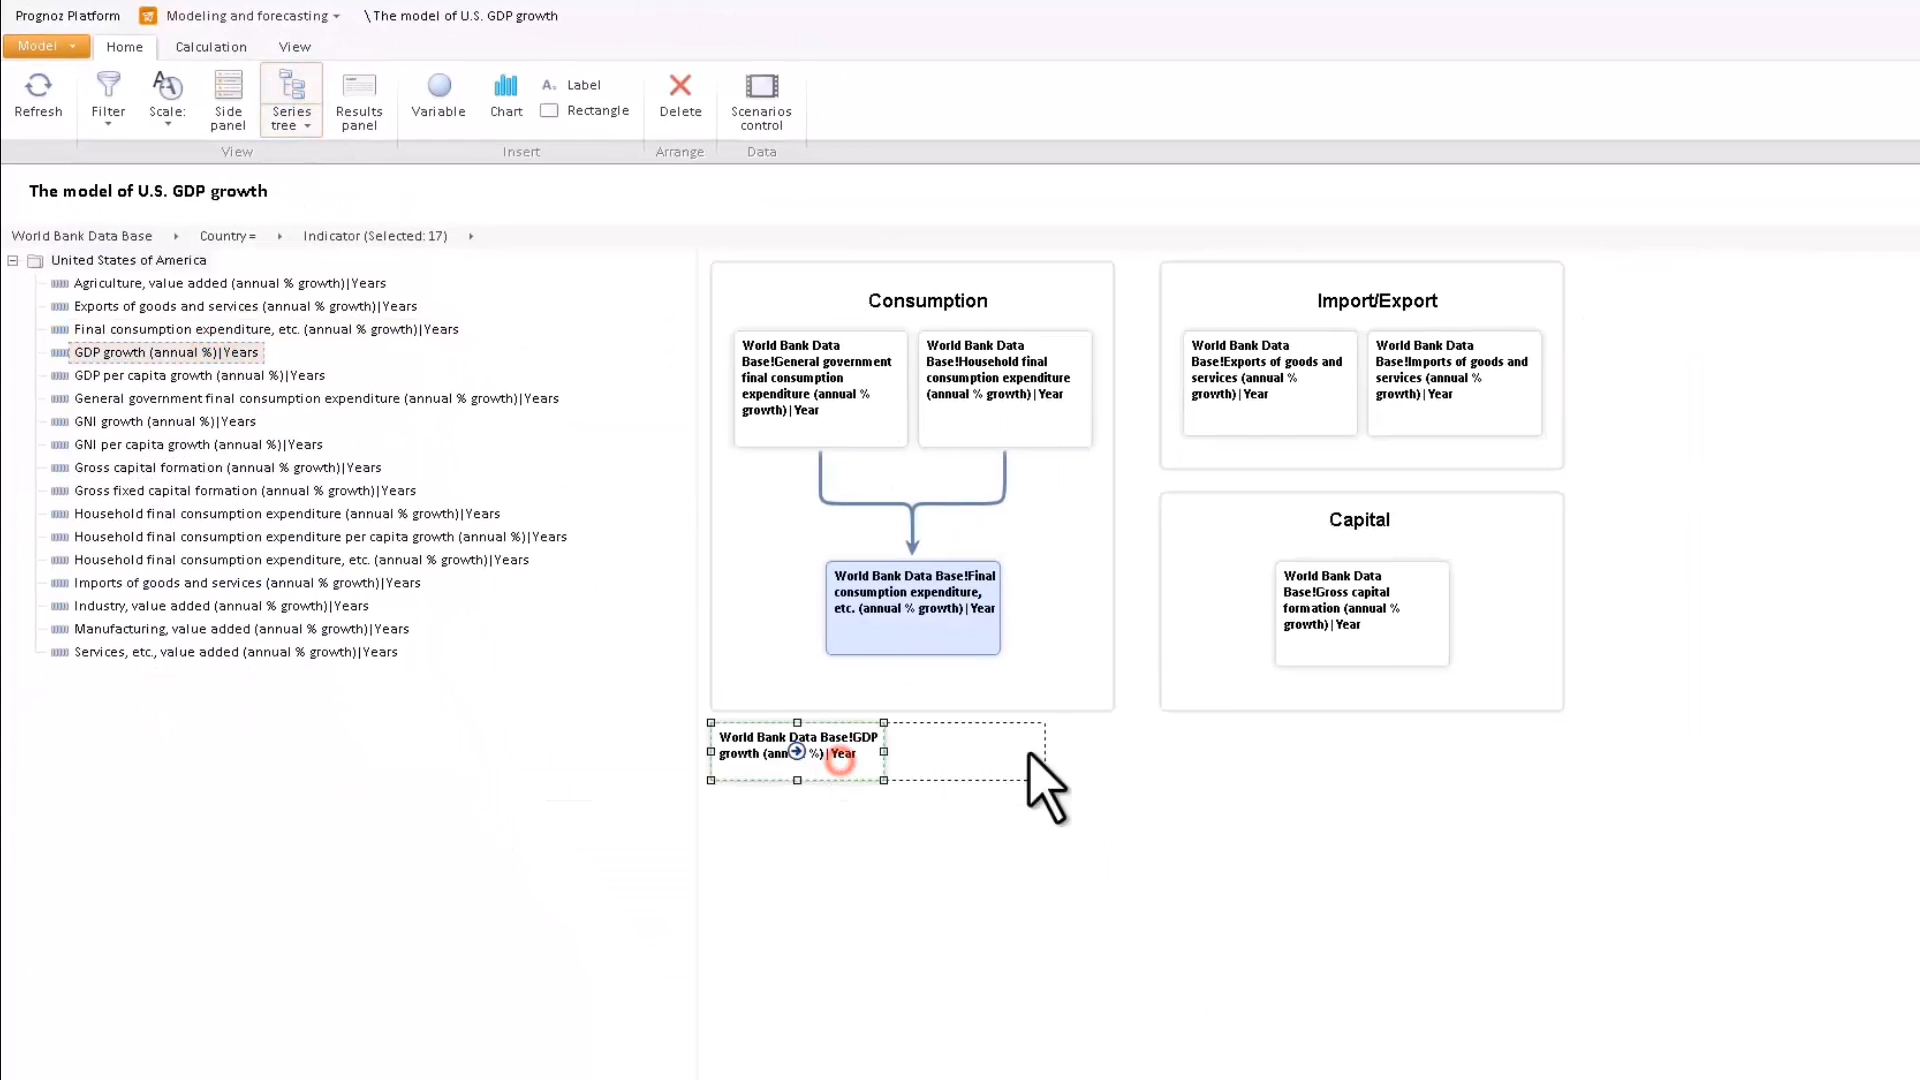 Prognoz Platform Modeling and forecasting \ The model of U.S. GDP growth
Model Home Calculation View
Refresh Filter Scale: Side panel Series tree Results panel Variable Chart Label Rectangle Delete Scenarios control
View Insert Arrange Data
The model of U.S. GDP growth
World Bank Data Base Country = Indicator (Selected: 17)
United States of America
Agriculture, value added (annual % growth)|Years
Exports of goods and services (annual % growth)|Years
Final consumption expenditure, etc. (annual % growth)|Years
GDP growth (annual %)|Years
GDP per capita growth (annual %)|Years
General government final consumption expenditure (annual % growth)|Years
GNI growth (annual %)|Years
GNI per capita growth (annual %)|Years
Gross capital formation (annual % growth)|Years
Gross fixed capital formation (annual % growth)|Years
Household final consumption expenditure (annual % growth)|Years
Household final consumption expenditure per capita growth (annual %)|Years
Household final consumption expenditure, etc. (annual % growth)|Years
Imports of goods and services (annual % growth)|Years
Industry, value added (annual % growth)|Years
Manufacturing, value added (annual % growth)|Years
Services, etc., value added (annual % growth)|Years
Consumption
World Bank Data
Base!General government
final consumption
expenditure (annual %
growth)|Year
World Bank Data
Base!Household final
consumption expenditure
(annual % growth)|Year
World Bank Data Base!Final
consumption expenditure,
etc. (annual % growth)|Year
Import/Export
World Bank Data
Base!Exports of goods and
services (annual %
growth)|Year
World Bank Data
Base!Imports of goods and
services (annual %
growth)|Year
Capital
World Bank Data
Base!Gross capital
formation (annual %
growth)|Year
World Bank Data Base!GDP
growth (ann %)|Year